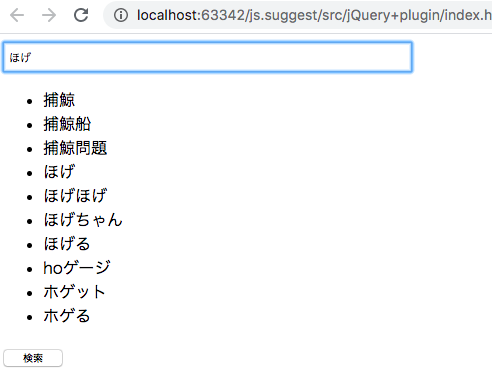 localhost:63342/js.suggest/src/jQuery+plugin/index.h
ほげ
捕鯨
捕鯨船
捕鯨問題
ほげ
ほげほげ
ほげちゃん
ほげる
hoゲージ
ホゲット
ホゲる
検索